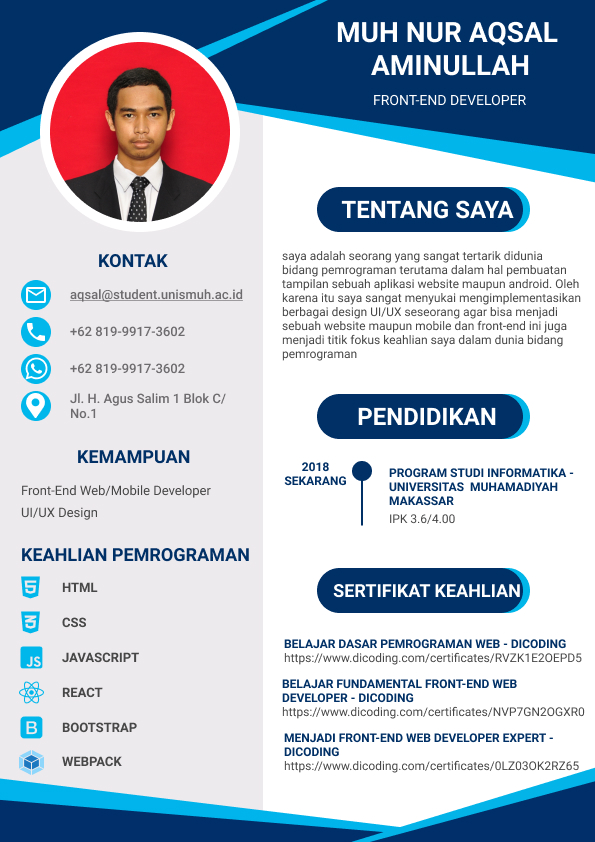 MUH NUR AQSAL
AMINULLAH
FRONT-END DEVELOPER
KONTAK
aqsal@student.unismuh.ac.id
+62 819-9917-3602
+62 819-9917-3602
Jl. H. Agus Salim 1 Blok C/
No.1
KEMAMPUAN
Front-End Web/Mobile Developer
UI/UX Design
KEAHLIAN PEMROGRAMAN
HTML
CSS
JS
JAVASCRIPT
REACT
B
BOOTSTRAP
WEBPACK
TENTANG SAYA
saya adalah seorang yang sangat tertarik didunia
bidang pemrograman terutama dalam hal pembuatan
tampilan sebuah aplikasi website maupun android. Oleh
karena itu saya sangat menyukai mengimplementasikan
berbagai design UI/UX seseorang agar bisa menjadi
sebuah website maupun mobile dan front-end ini juga
menjadi titik fokus keahlian saya dalam dunia bidang
pemrograman
PENDIDIKAN
2018
SEKARANG
PROGRAM STUDI INFORMATIKA -
UNIVERSITAS MUHAMADIYAH
MAKASSAR
IPK 3.6/4.00
SERTIFIKAT KEAHLIAN
BELAJAR DASAR PEMROGRAMAN WEB - DICODING
https://www.dicoding.com/certificates/RVZK1E2OEPD5
BELAJAR FUNDAMENTAL FRONT-END WEB
DEVELOPER - DICODING
https://www.dicoding.com/certificates/NVP7GN2OGXR0
MENJADI FRONT-END WEB DEVELOPER EXPERT -
DICODING
https://www.dicoding.com/certificates/0LZ03OK2RZ65